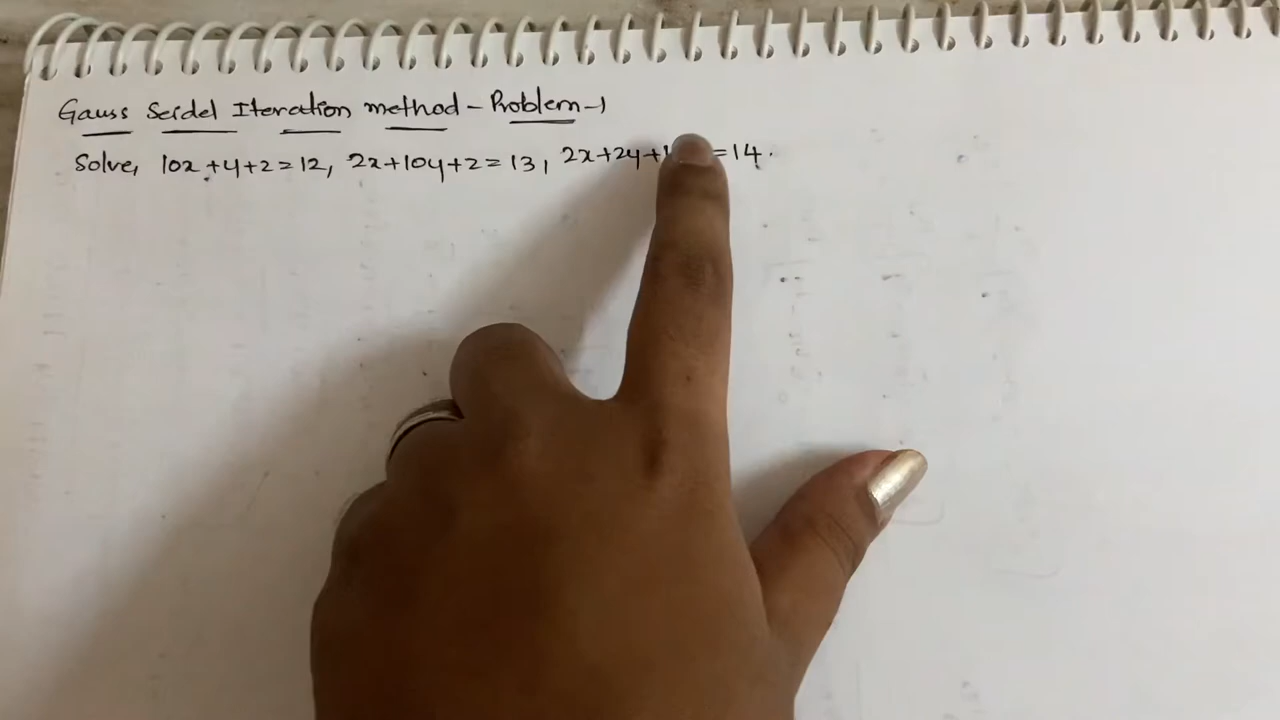 Gauss Seidel Iteration method - Problem - 1
Solve, 10x + y + z = 12, 2x + 10y + z = 13, 2x + 2y + = 14.